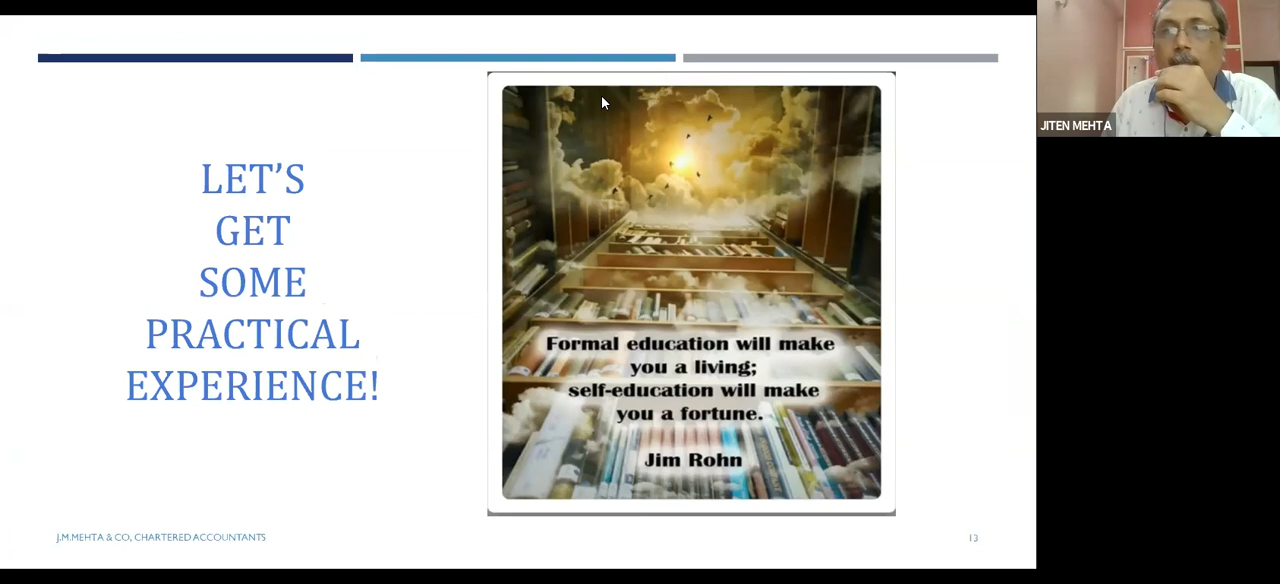 LET’S
GET
SOME
PRACTICAL
EXPERIENCE!
Formal education will make
you a living;
self-education will make
you a fortune.
Jim Rohn
J.M.MEHTA & CO, CHARTERED ACCOUNTANTS
13
JITEN MEHTA